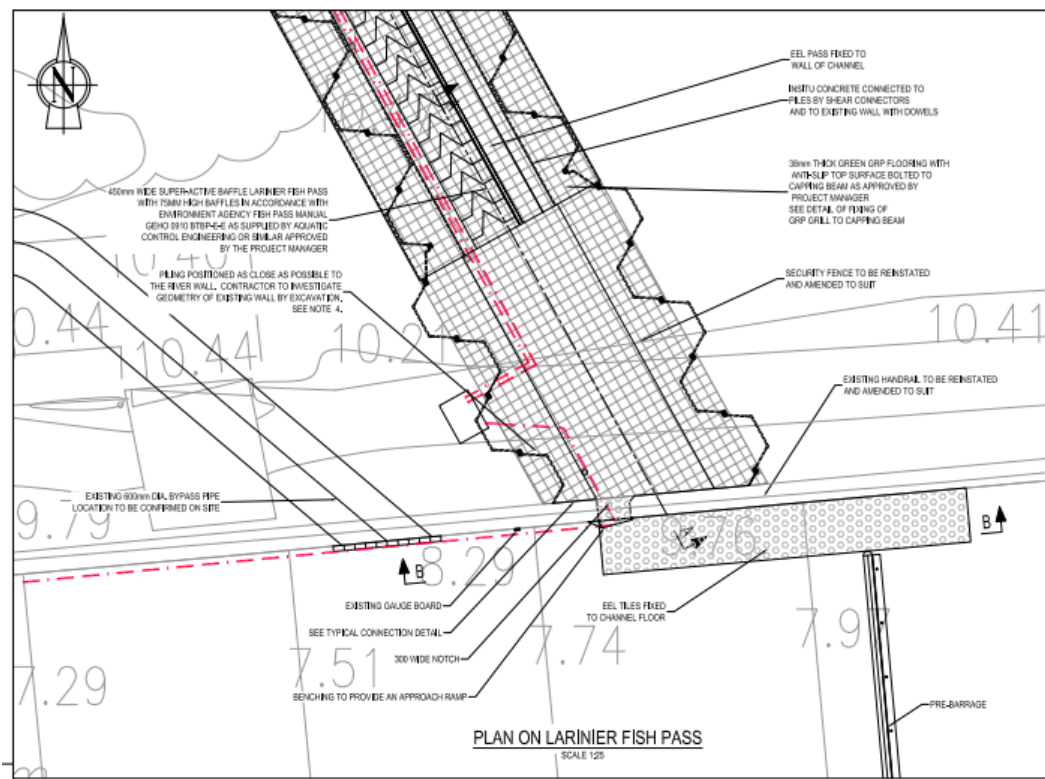 N
EEL PASS FIXED TO
WALL OF CHANNEL
INSITU CONCRETE CONNECTED TO
PILES BY SHEAR CONNECTORS
AND TO EXISTING WALL WITH DOWELS
38mm THICK GREEN GRP FLOORING WITH
ANTI-SLIP TOP SURFACE BOLTED TO
CAPPING BEAM AS APPROVED BY
PROJECT MANAGER
SEE DETAIL OF FIXING OF
GRP GRILL TO CAPPING BEAM
450mm WIDE SUPER-ACTIVE BAFFLE LARINIER FISH PASS
WITH 75MM HIGH BAFFLES IN ACCORDANCE WITH
ENVIRONMENT AGENCY FISH PASS MANUAL
GEHO 0910 BTBP-E-E AS SUPPLIED BY AQUATIC
CONTROL ENGINEERING OR SIMILAR APPROVED
BY THE PROJECT MANAGER
PILING POSITIONED AS CLOSE AS POSSIBLE TO
THE RIVER WALL. CONTRACTOR TO INVESTIGATE
GEOMETRY OF EXISTING WALL BY EXCAVATION.
SEE NOTE 4.
SECURITY FENCE TO BE REINSTATED
AND AMENDED TO SUIT
10.44
10.44
10.21
10.41
EXISTING HANDRAIL TO BE REINSTATED
AND AMENDED TO SUIT
EXISTING 600mm DIA. BYPASS PIPE
LOCATION TO BE CONFIRMED ON SITE
9.79
9.76
B
B
8.29
EXISTING GAUGE BOARD
EEL TILES FIXED
TO CHANNEL FLOOR
SEE TYPICAL CONNECTION DETAIL
300 WIDE NOTCH
7.29
7.51
7.74
7.97
BENCHING TO PROVIDE AN APPROACH RAMP
PRE-BARRAGE
PLAN ON LARINIER FISH PASS
SCALE 1:25